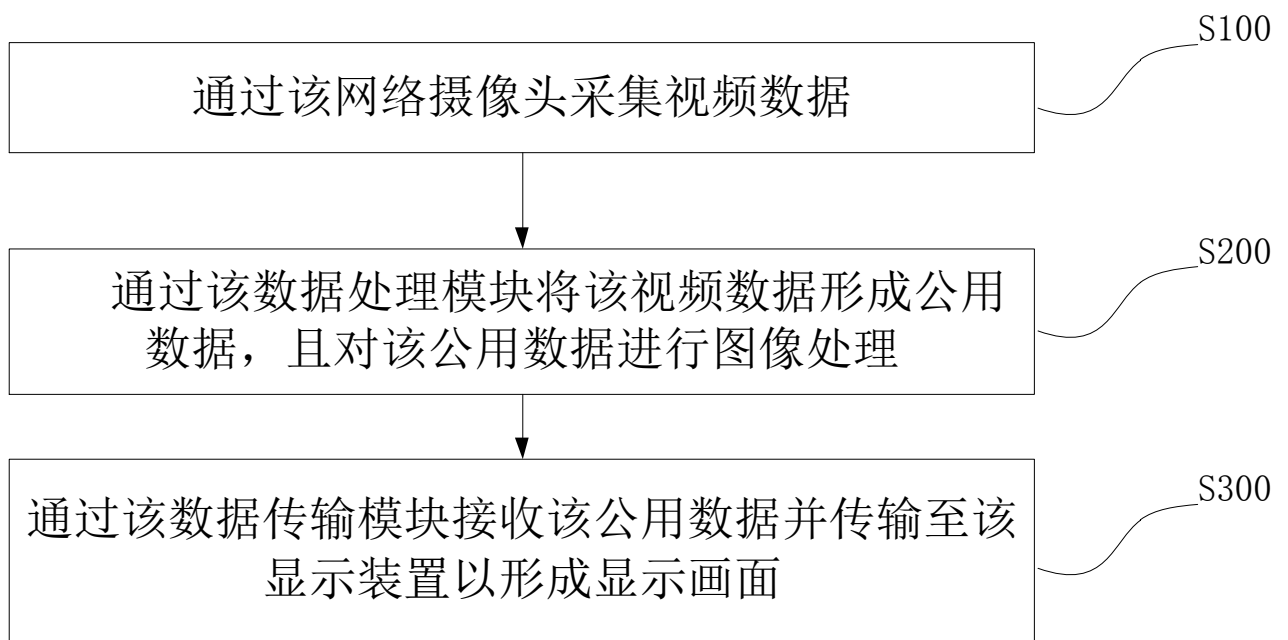 S100
通过该网络摄像头采集视频数据
S200
通过该数据处理模块将该视频数据形成公用
数据，且对该公用数据进行图像处理
S300
通过该数据传输模块接收该公用数据并传输至该
显示装置以形成显示画面